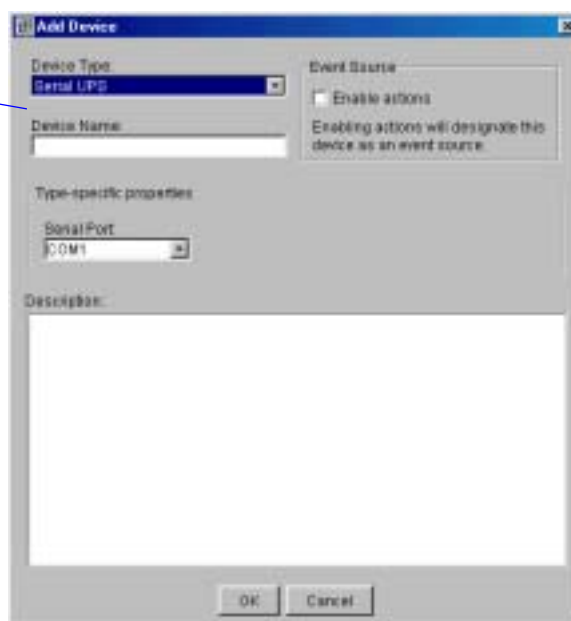 Add Device
Device Type:
Serial UPS
Device Name:
Event Source
Enable actions
Enabling actions will designate this
device as an event source.
Type-specific properties
Serial Port
COM1
Description:
OK
Cancel